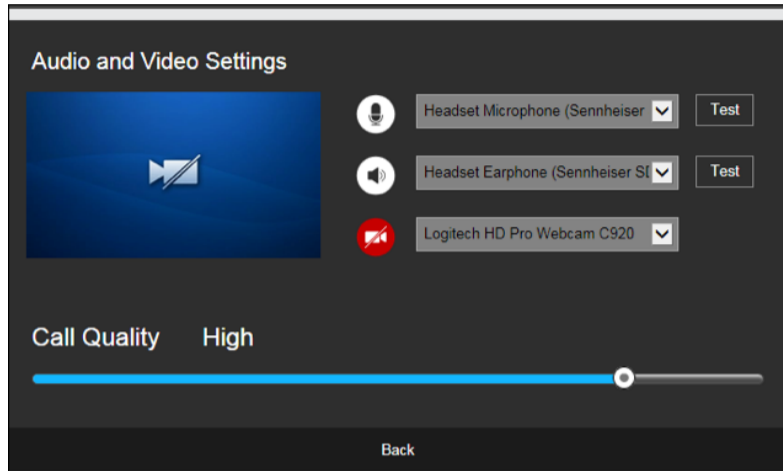 Audio and Video Settings
Headset Microphone (Sennheiser
Test
Headset Earphone (Sennheiser
Test
Logitech HD Pro Webcam C920
Call Quality High
Back